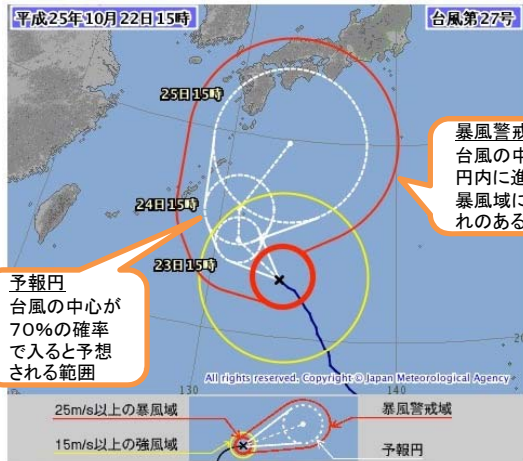 平成25年10月22日15時
台風第27号
25日15時
24日15時
23日15時
暴風警戒
台風の中
円内に進
暴風域に
れのある
予報円
台風の中心が
70%の確率
で入ると予想
される範囲
130
140
All rights reserved. Copyright © Japan Meteorological Agency
25m/s以上の暴風域
暴風警戒域
15m/s以上の強風域
予報円